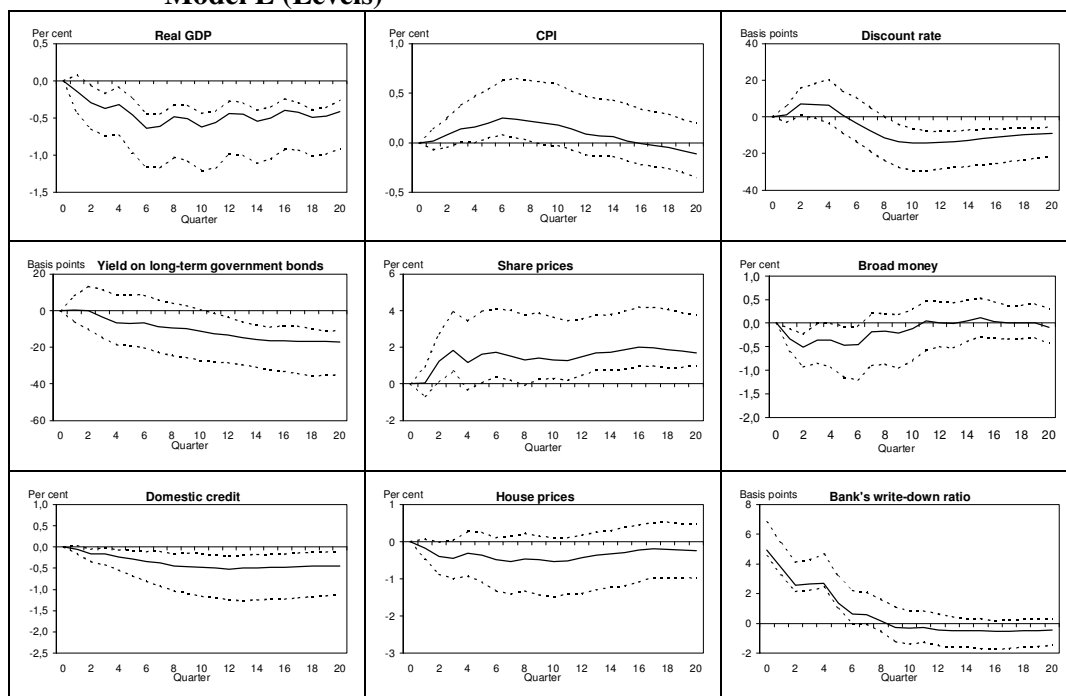 Model L (Levels)
Per cent
Real GDP
0,5
0,0
-0,5
-1,0
-1,5
0 2 4 6 8 10 12 14 16 18 20
Quarter
Per cent
CPI
1,0
0,5
0,0
-0,5
0 2 4 6 8 10 12 14 16 18 20
Quarter
Basis points
Discount rate
40
20
0
-20
-40
0 2 4 6 8 10 12 14 16 18 20
Quarter
Basis points
Yield on long-term government bonds
20
0
-20
-40
-60
0 2 4 6 8 10 12 14 16 18 20
Quarter
Per cent
Share prices
6
4
2
0
-2
0 2 4 6 8 10 12 14 16 18 20
Quarter
Per cent
Broad money
1,0
0,5
0,0
-0,5
-1,0
-1,5
-2,0
0 2 4 6 8 10 12 14 16 18 20
Quarter
Per cent
Domestic credit
1,0
0,5
0,0
-0,5
-1,0
-1,5
-2,0
-2,5
0 2 4 6 8 10 12 14 16 18 20
Quarter
Per cent
House prices
1
0
-1
-2
-3
0 2 4 6 8 10 12 14 16 18 20
Quarter
Basis points
Bank's write-down ratio
8
6
4
2
0
-2
0 2 4 6 8 10 12 14 16 18 20
Quarter